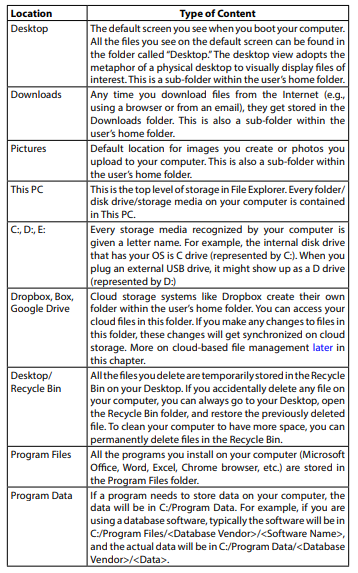 Location Type of Content
Desktop The default screen you see when you boot your computer.
All the files you see on the default screen can be found
in the folder called “Desktop.” The desktop view adopts the
metaphor of a physical desktop to visually display files of
interest. This is a sub-folder within the user’s home folder.
Downloads Any time you download files from the Internet (e.g.,
using a browser or from an email), they get stored in the
Downloads folder. This is also a sub-folder within the
user’s home folder.
Pictures Default location for images you create or photos you
upload to your computer. This is also a sub-folder within
the user’s home folder.
This PC This is the top level of storage in File Explorer. Every folder/
disk drive/storage media on your computer is contained
in This PC.
C:, D:, E: Every storage media recognized by your computer is
given a letter name. For example, the internal disk drive
that has your OS is C drive (represented by C:). When you
plug an external USB drive, it might show up as a D drive
(represented by D:)
Dropbox, Box, Cloud storage systems like Dropbox create their own
Google Drive folder within the user’s home folder. You can access your
cloud files in this folder. If you make any changes to files in
this folder, these changes will get synchronized on cloud
storage. More on cloud-based file management later in
this chapter.
Desktop/ All the files you delete are temporarily stored in the Recycle
Recycle Bin Bin on your Desktop. If you accidentally delete any file on
your computer, you can always go to your Desktop, open
the Recycle Bin folder, and restore the previously deleted
file. To clean your computer to have more space, you can
permanently delete files in the Recycle Bin.
Program Files All the programs you install on your computer (Microsoft
Office, Word, Excel, Chrome browser, etc.) are stored in
the Program Files folder.
Program Data If a program needs to store data on your computer, the
data will be in C:/Program Data. For example, if you are
using a database software, typically the software will be in
C:/Program Files/<Database Vendor>/<Software Name>,
and the actual data will be in C:/Program Data/<Database
Vendor>/<Data>.